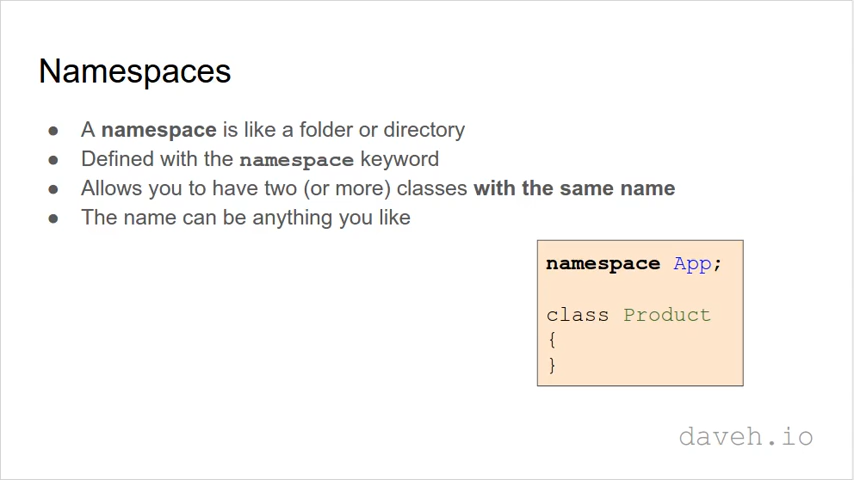 Namespaces
● A namespace is like a folder or directory
● Defined with the namespace keyword
● Allows you to have two (or more) classes with the same name
● The name can be anything you like
namespace App;
class Product
{
}
daveh.io